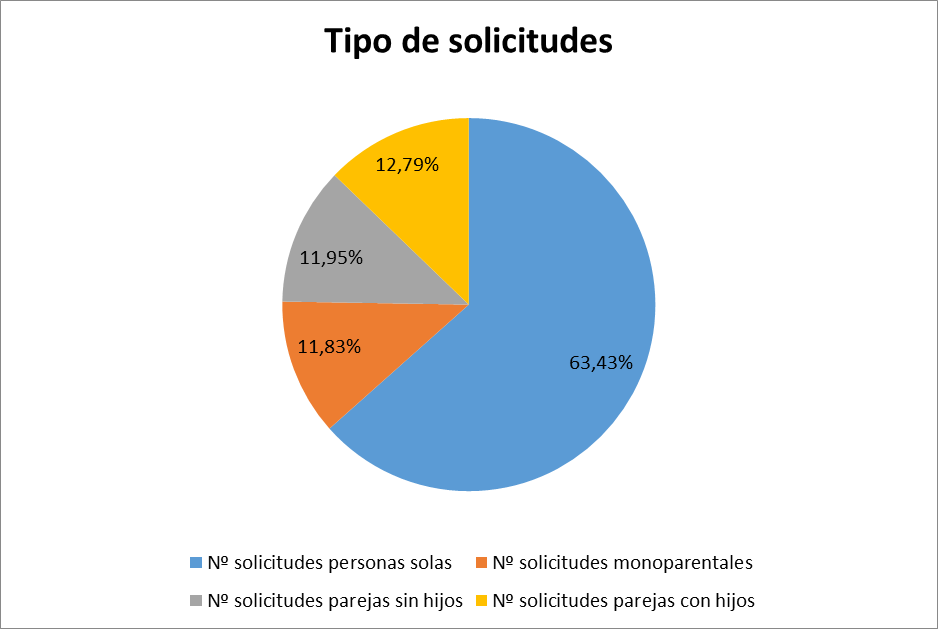 Tipo de solicitudes
12,79%
11,95%
11,83%
63,43%
Nº solicitudes personas solas
Nº solicitudes monoparentales
Nº solicitudes parejas sin hijos
Nº solicitudes parejas con hijos